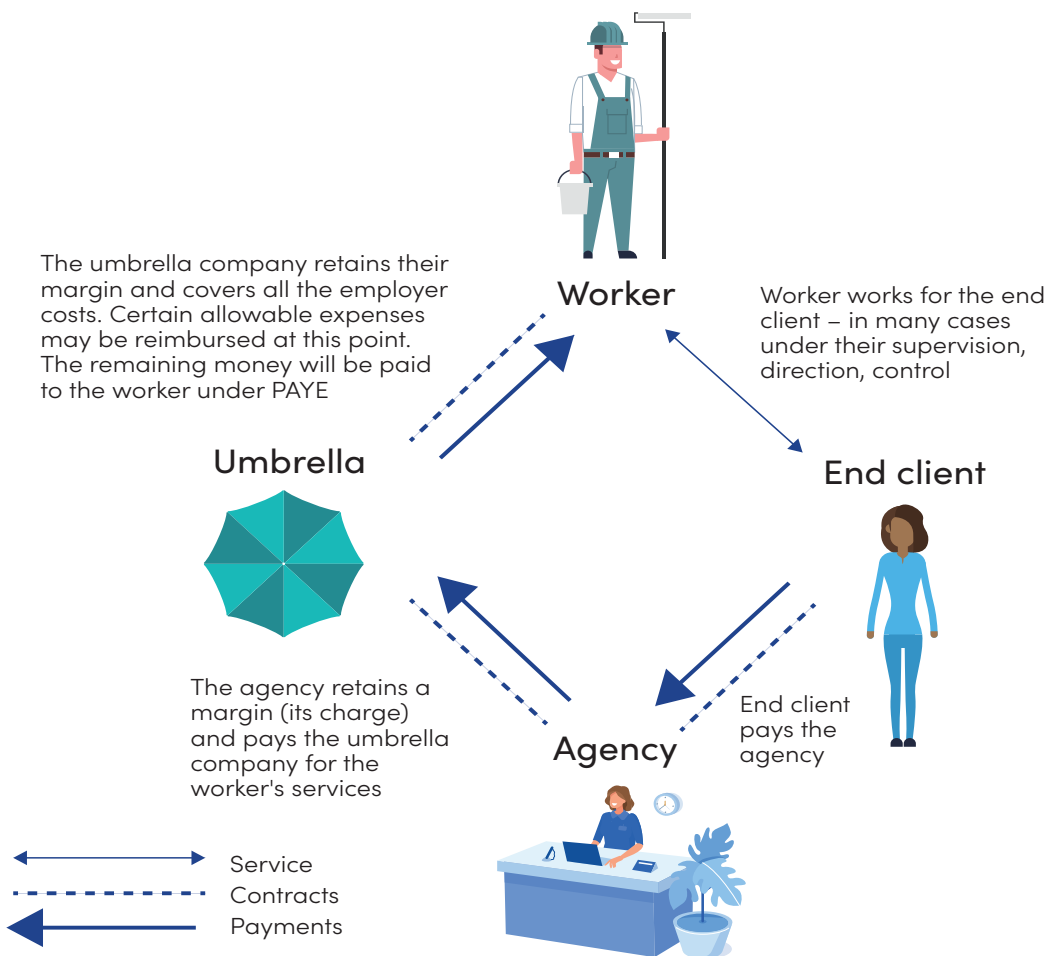 The umbrella company retains their
margin and covers all the employer
costs. Certain allowable expenses
may be reimbursed at this point.
The remaining money will be paid
to the worker under PAYE
Worker
Worker works for the end
client – in many cases
under their supervision,
direction, control
Umbrella
End client
The agency retains a
margin (its charge)
and pays the umbrella
company for the
worker's services
Agency
End client
pays the
agency
Service
Contracts
Payments